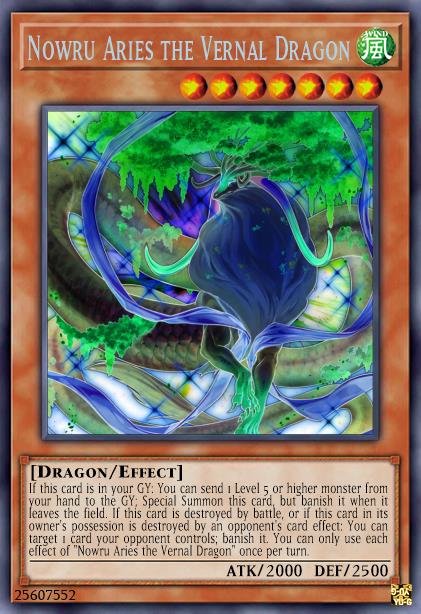 Nowru Aries the Vernal Dragon
WIND
風
[Dragon/Effect]
If this card is in your GY: You can send 1 Level 5 or higher monster from
your hand to the GY; Special Summon this card, but banish it when it
leaves the field. If this card is destroyed by battle, or if this card in its
owner's possession is destroyed by an opponent's card effect: You can
target 1 card your opponent controls; banish it. You can only use each
effect of "Nowru Aries the Vernal Dragon" once per turn.
ATK/2000 DEF/2500
25607552